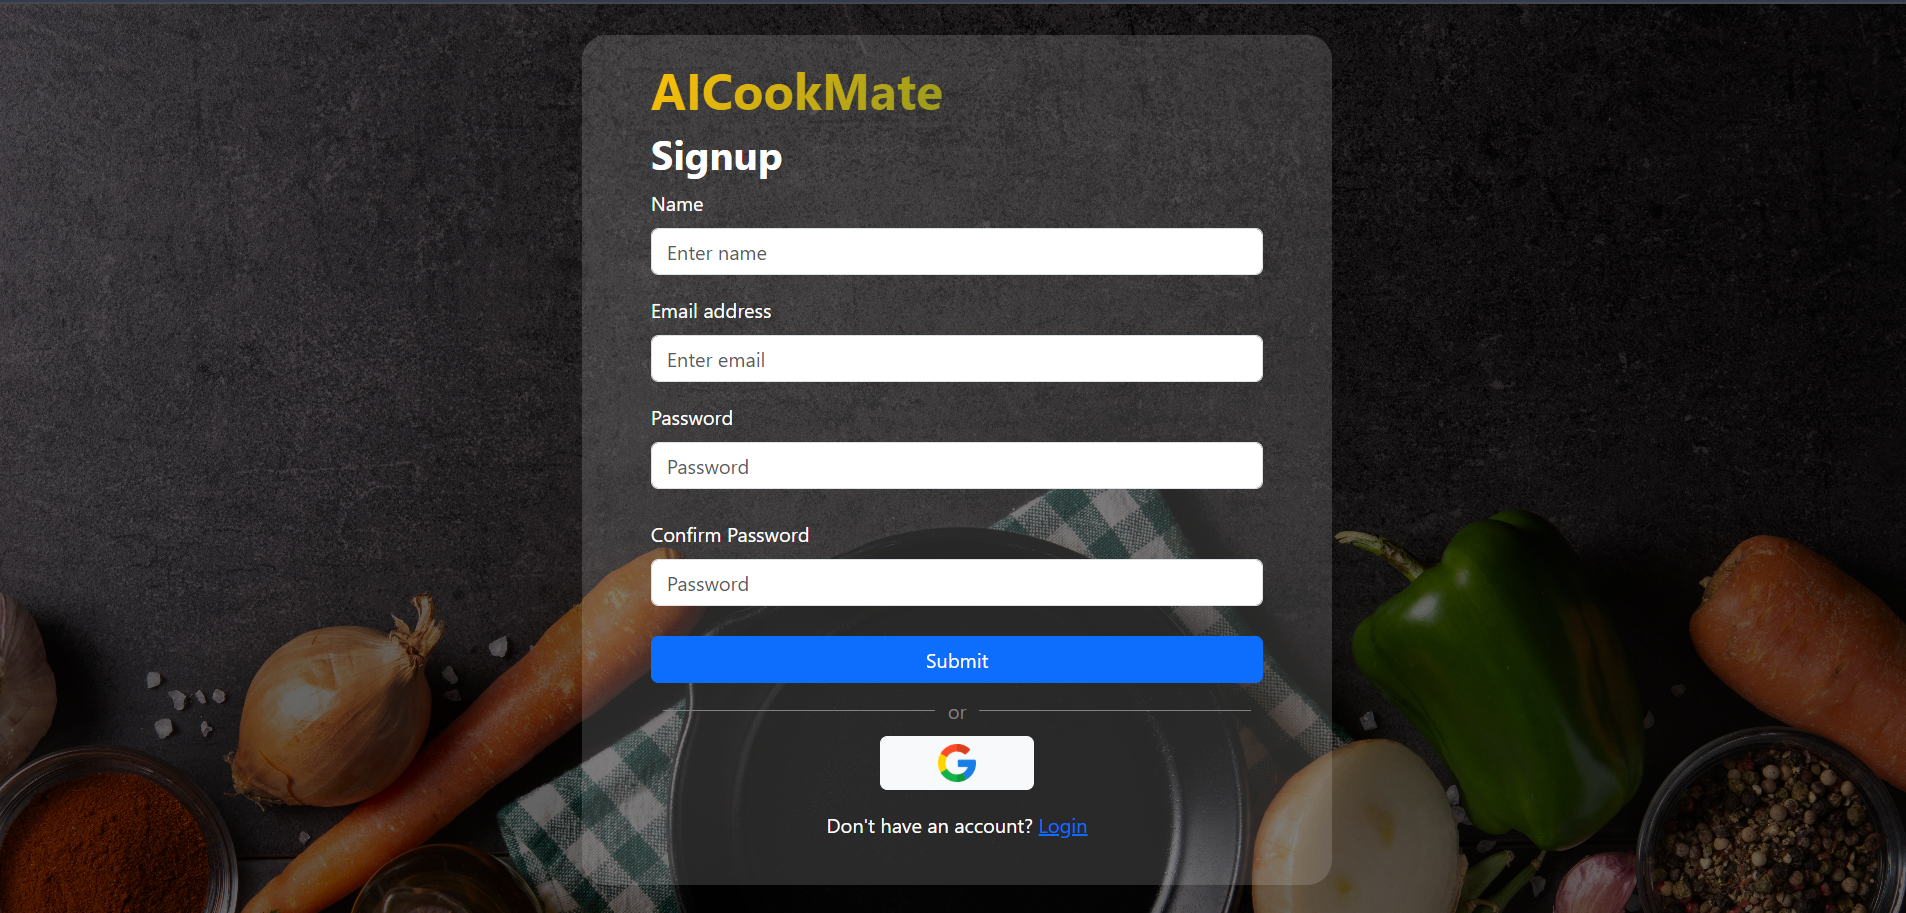 AICookMate
Signup
Name
Enter name
Email address
Enter email
Password
Password
Confirm Password
Password
Submit
or
Don't have an account? Login